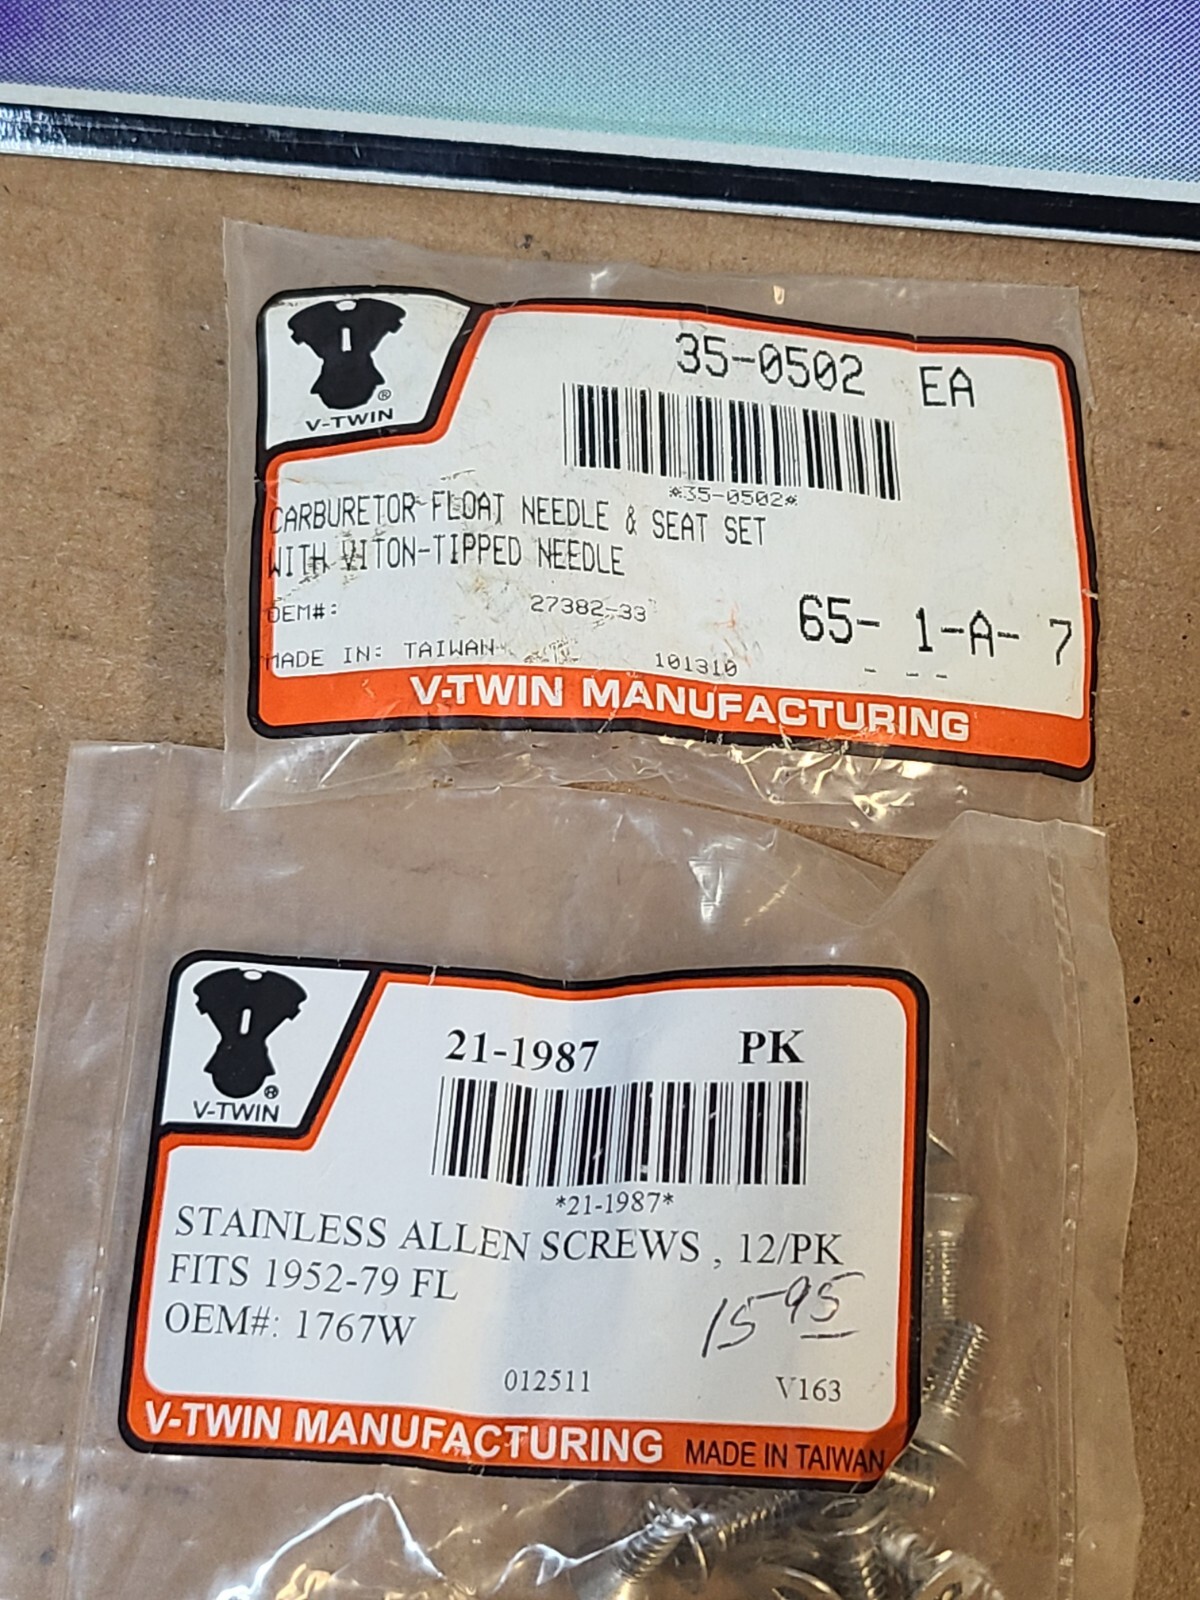 35-0502 EA
®
V-TWIN
*35-0502*
CARBURETOR FLOAT NEEDLE & SEAT SET
WITH VITON-TIPPED NEEDLE
OEM#: 27382-33
65- 1-A- 7
MADE IN: TAIWAN 101310
V-TWIN MANUFACTURING
21-1987 PK
®
V-TWIN
*21-1987*
STAINLESS ALLEN SCREWS , 12/PK
FITS 1952-79 FL
OEM#: 1767W
15 95
012511 V163
V-TWIN MANUFACTURING MADE IN TAIWAN